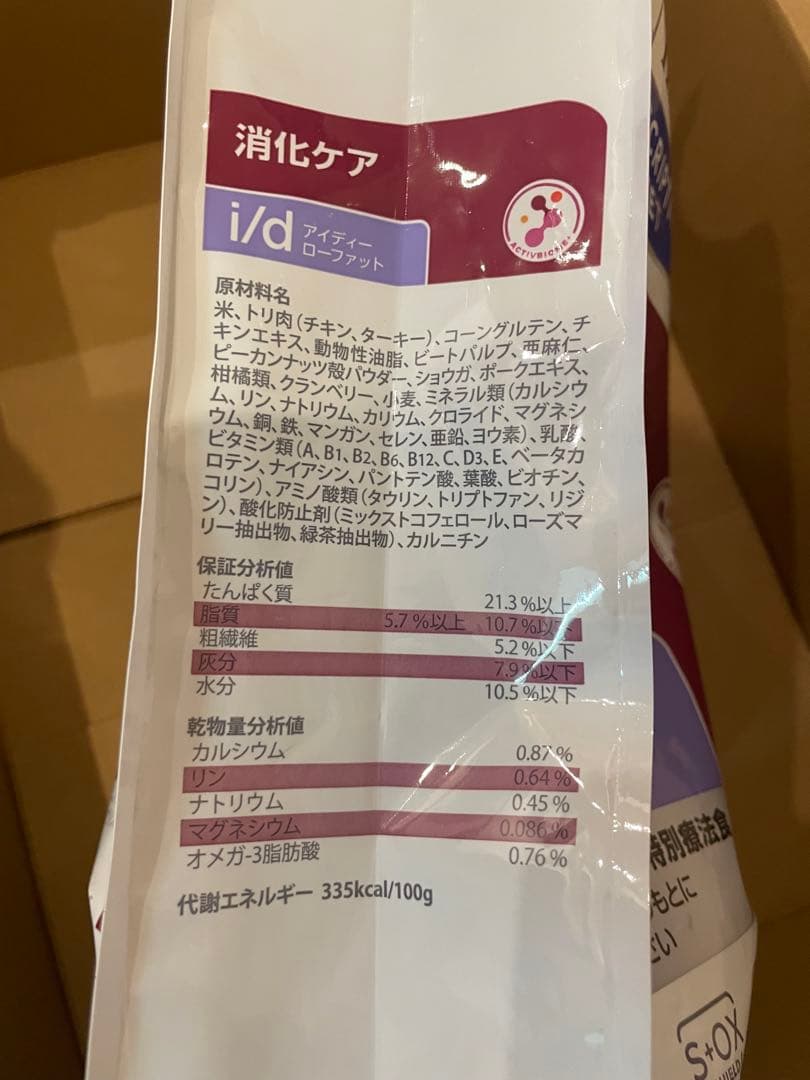 消化ケア
i/d
アイディー
ローファット
ACTIVBIOME+
原材料名
米、トリ肉（チキン、ターキー）、コーングルテン、チ
キンエキス、動物性油脂、ビートパルプ、亜麻仁、
ピーカンナッツ殻パウダー、ショウガ、ポークエキス、
柑橘類、クランベリー、小麦、ミネラル類（カルシウ
ム、リン、ナトリウム、カリウム、クロライド、マグネシ
ウム、銅、鉄、マンガン、セレン、亜鉛、ヨウ素）、乳酸、
ビタミン類（A、B1、B2、B6、B12、C、D3、E、ベータカ
ロテン、ナイアシン、パントテン酸、葉酸、ビオチン、
コリン）、アミノ酸類（タウリン、トリプトファン、リジ
ン）、酸化防止剤（ミックストコフェロール、ローズマ
リー抽出物、緑茶抽出物）、カルニチン
保証分析値
たんぱく質 21.3%以上
脂質 5.7%以上 10.7%以下
粗繊維 5.2%以下
灰分 7.9%以下
水分 10.5%以下
乾物量分析値
カルシウム 0.87%
リン 0.64%
ナトリウム 0.45%
マグネシウム 0.086%
オメガ-3脂肪酸 0.76%
代謝エネルギー 335kcal/100g
特別療法食
もとに
さい
S+OX